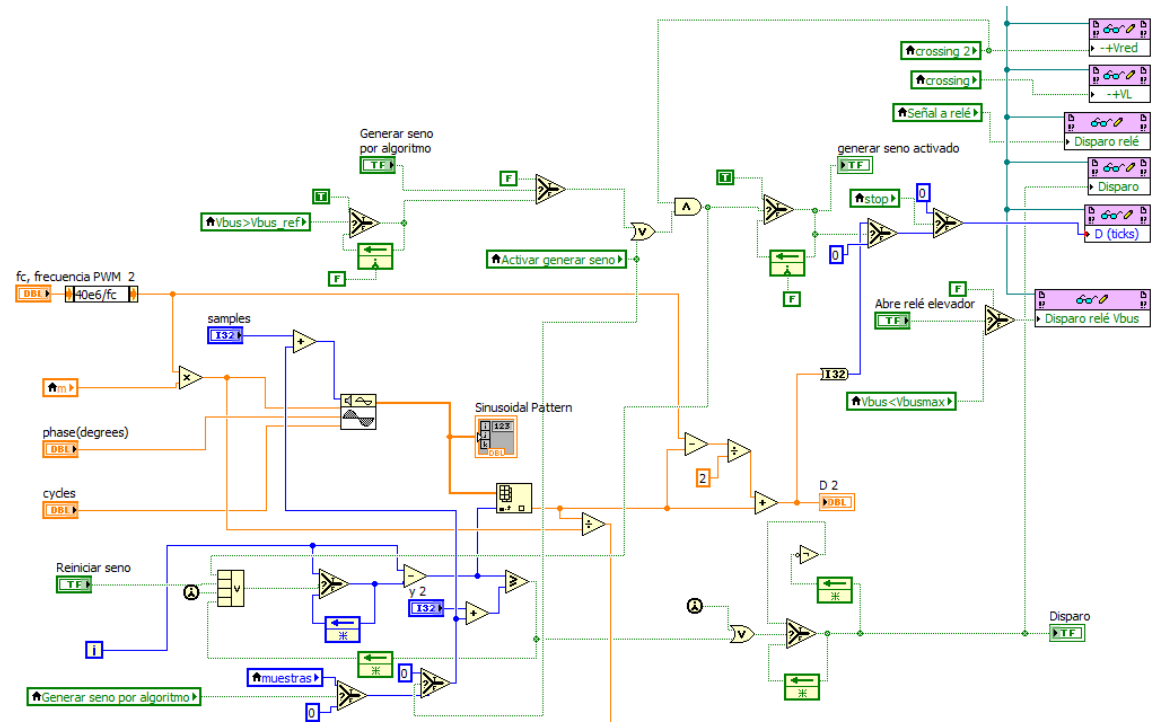 -+Vred
crossing 2
crossing
-+VL
Señal a relé
Disparo relé
Generar seno
por algoritmo
TF
generar seno activado
TF
Disparo
F
T
T
stop
0
D (ticks)
Vbus>Vbus_ref
Activar generar seno
0
F
F
fc, frecuencia PWM 2
DBL
40e6/fc
F
Abre relé elevador
TF
Disparo relé Vbus
samples
I32
m
I32
Vbus<Vbusmax
Sinusoidal Pattern
DBL
phase(degrees)
DBL
2
D 2
DBL
cycles
DBL
Reiniciar seno
TF
y 2
I32
Disparo
TF
i
muestras
0
Generar seno por algoritmo
0